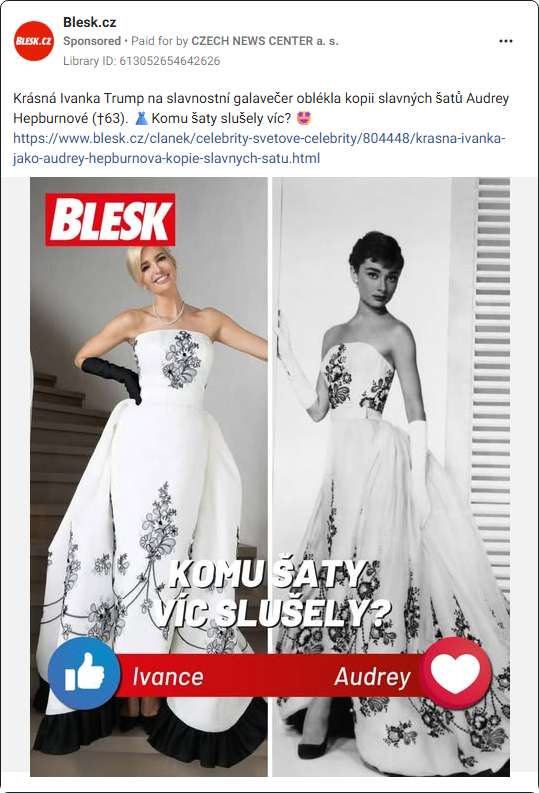 Blesk.cz
BLESK.CZ
Sponsored • Paid for by CZECH NEWS CENTER a. s.
Library ID: 613052654642626
Krásná Ivanka Trump na slavnostní galavečer oblékla kopii slavných šatů Audrey
Hepburnové (†63). 👗Komu šaty slušely víc? 😍
https://www.blesk.cz/clanek/celebrity-svetove-celebrity/804448/krasna-ivanka-
jako-audrey-hepburnova-kopie-slavnych-satu.html
BLESK
KOMU ŠATY
VÍC SLUŠELY?
Ivance
Audrey